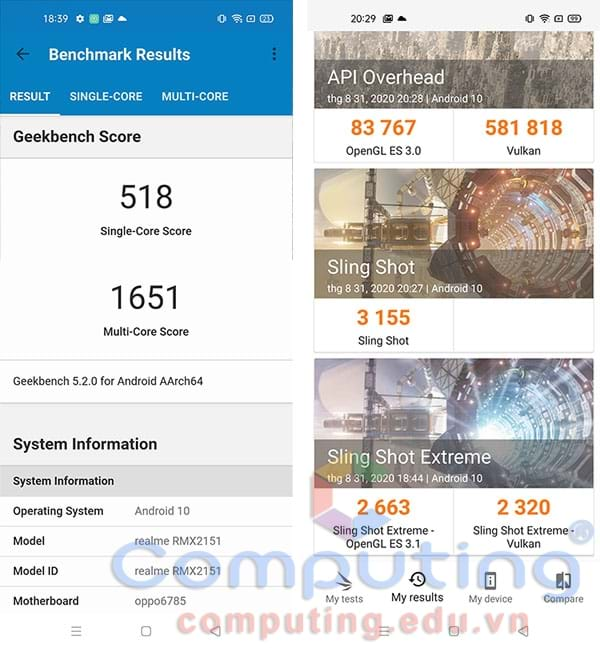 18:39
23
Benchmark Results
RESULT SINGLE-CORE MULTI-CORE
Geekbench Score
518
Single-Core Score
1651
Multi-Core Score
Geekbench 5.2.0 for Android AArch64
System Information
System Information
Operating System Android 10
Model realme RMX2151
Model ID realme RMX2151
Motherboard oppo6785
20:29
API Overhead
thg 8 31, 2020 20:28 | Android 10
83 767 581 818
OpenGL ES 3.0 Vulkan
Sling Shot
thg 8 31, 2020 20:27 | Android 10
3 155
Sling Shot
Sling Shot Extreme
thg 8 31, 2020 18:44 | Android 10
2 663 2 320
Sling Shot Extreme - Sling Shot Extreme -
OpenGL ES 3.1 Vulkan
My tests My results My device Compare
Computing®
computing.edu.vn